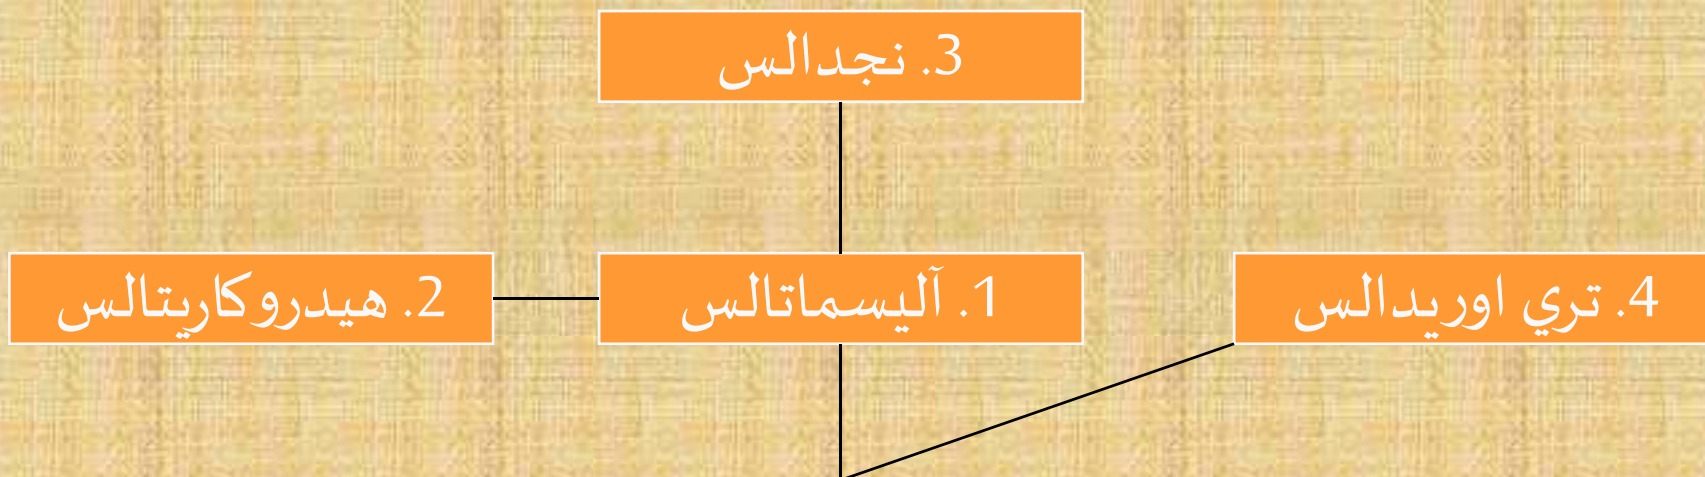 3. نجدالس
2. هيدروكاريتالس
1. آليسماتالس
4. تري اوريدالس